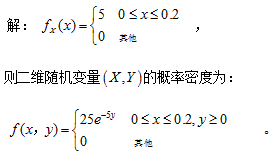 解：f_X(x)={5 0≤x≤0.2
0 其他 ，
则二维随机变量(X,Y)的概率密度为：
f(x，y)={25e^{-5y} 0≤x≤0.2,y≥0
0 其他 。